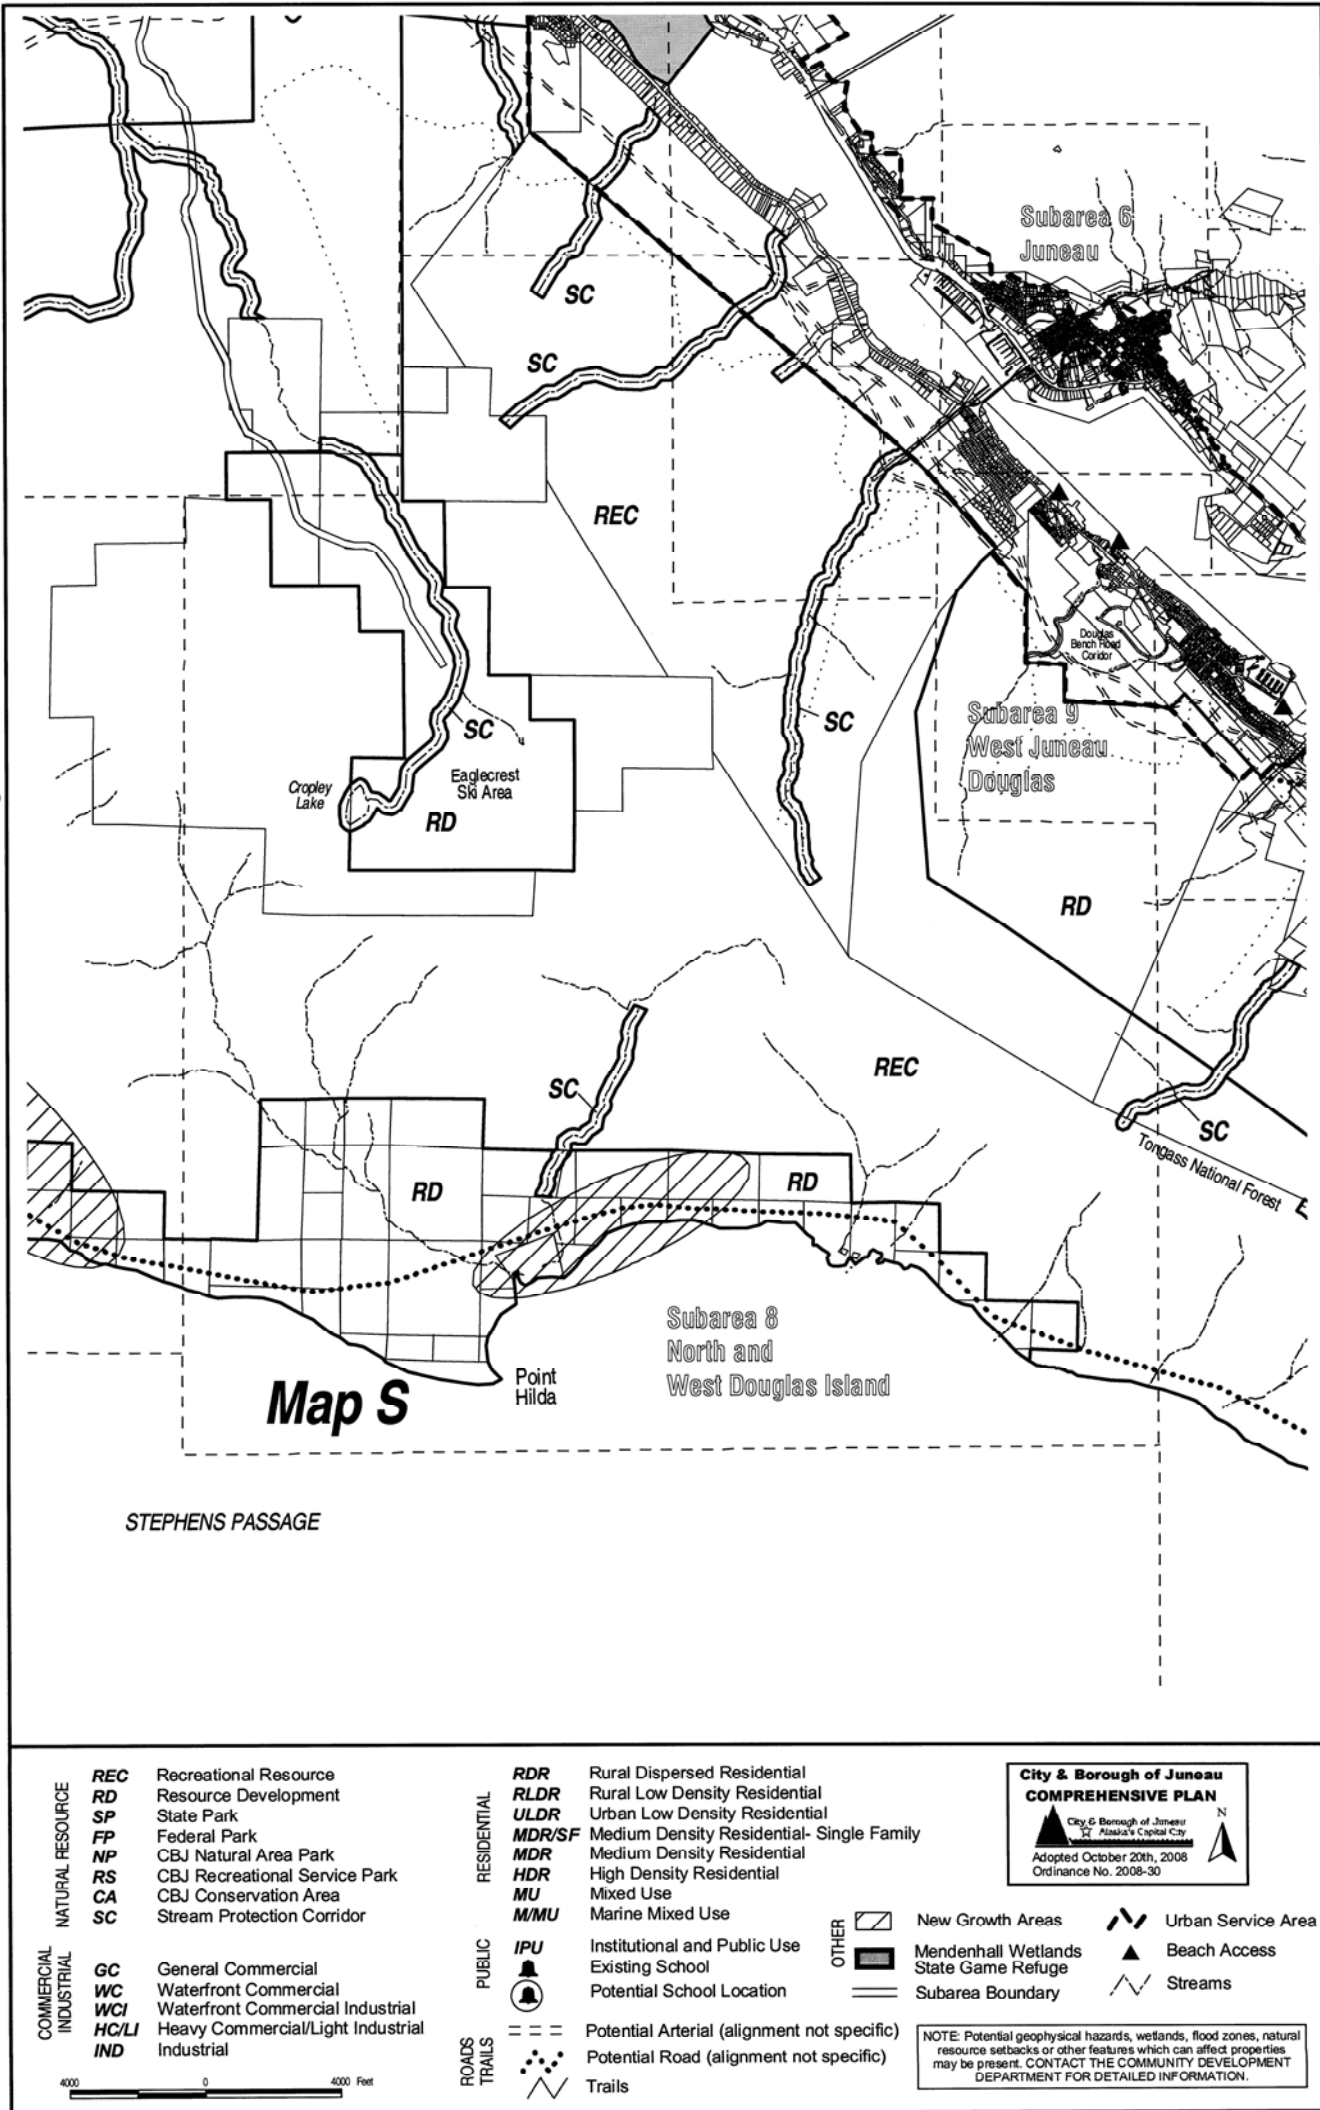 Subarea 6
Juneau
SC
SC
REC
Douglas
Bench Road
Coridor
SC
SC
Subarea 9
West Juneau
Douglas
Eaglecrest
Ski Area
Cropley
Lake
RD
RD
REC
SC
SC
Tongass National Forest
RD
RD
Subarea 8
North and
West Douglas Island
Point
Hilda
Map S
STEPHENS PASSAGE
NATURAL RESOURCE
REC Recreational Resource
RD Resource Development
SP State Park
FP Federal Park
NP CBJ Natural Area Park
RS CBJ Recreational Service Park
CA CBJ Conservation Area
SC Stream Protection Corridor
COMMERCIAL
INDUSTRIAL
GC General Commercial
WC Waterfront Commercial
WCI Waterfront Commercial Industrial
HC/LI Heavy Commercial/Light Industrial
IND Industrial
4000 0 4000 Feet
RESIDENTIAL
RDR Rural Dispersed Residential
RLDR Rural Low Density Residential
ULDR Urban Low Density Residential
MDR/SF Medium Density Residential- Single Family
MDR Medium Density Residential
HDR High Density Residential
MU Mixed Use
M/MU Marine Mixed Use
PUBLIC
IPU Institutional and Public Use
Existing School
Potential School Location
ROADS
TRAILS
Potential Arterial (alignment not specific)
Potential Road (alignment not specific)
Trails
City & Borough of Juneau
COMPREHENSIVE PLAN
City & Borough of Juneau
Alaska's Capital City
N
Adopted October 20th, 2008
Ordinance No. 2008-30
OTHER
New Growth Areas
Mendenhall Wetlands
State Game Refuge
Subarea Boundary
Urban Service Area
Beach Access
Streams
NOTE: Potential geophysical hazards, wetlands, flood zones, natural
resource setbacks or other features which can affect properties
may be present. CONTACT THE COMMUNITY DEVELOPMENT
DEPARTMENT FOR DETAILED INFORMATION.